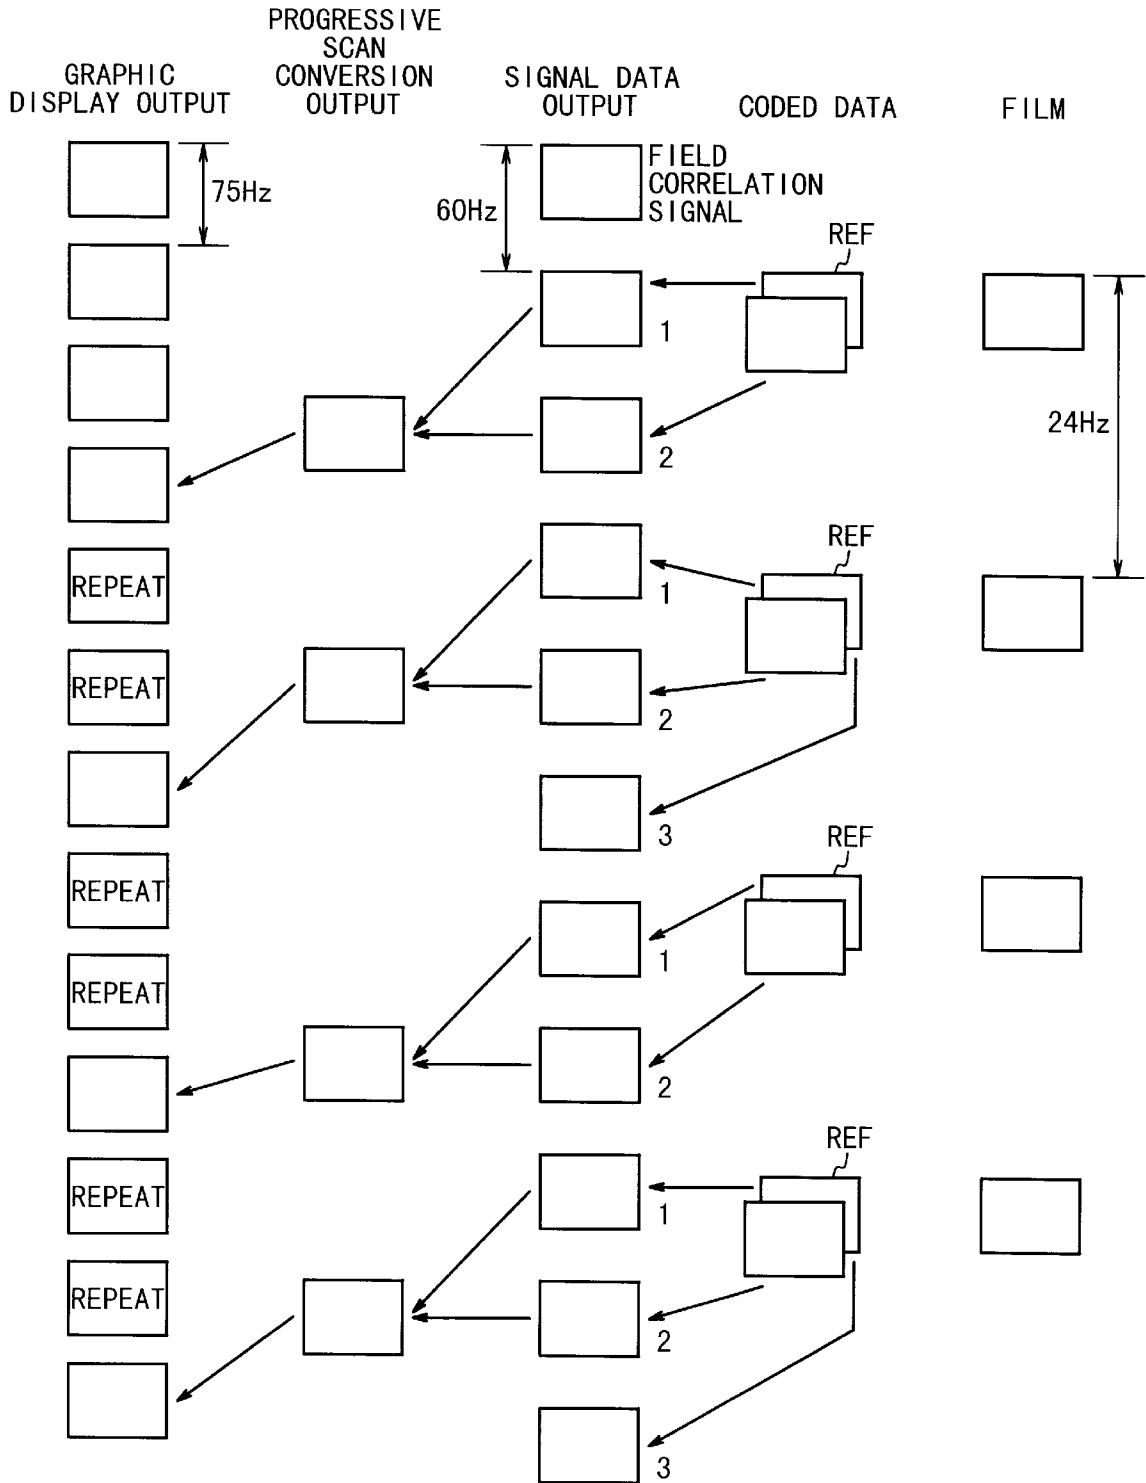 PROGRESSIVE
SCAN
CONVERSION
OUTPUT
GRAPHIC
DISPLAY OUTPUT
SIGNAL DATA
OUTPUT
CODED DATA
FILM
75Hz
60Hz
FIELD
CORRELATION
SIGNAL
REF
1
24Hz
2
REF
REPEAT
1
REPEAT
2
3
REF
REPEAT
1
REPEAT
2
REF
REPEAT
1
REPEAT
2
3